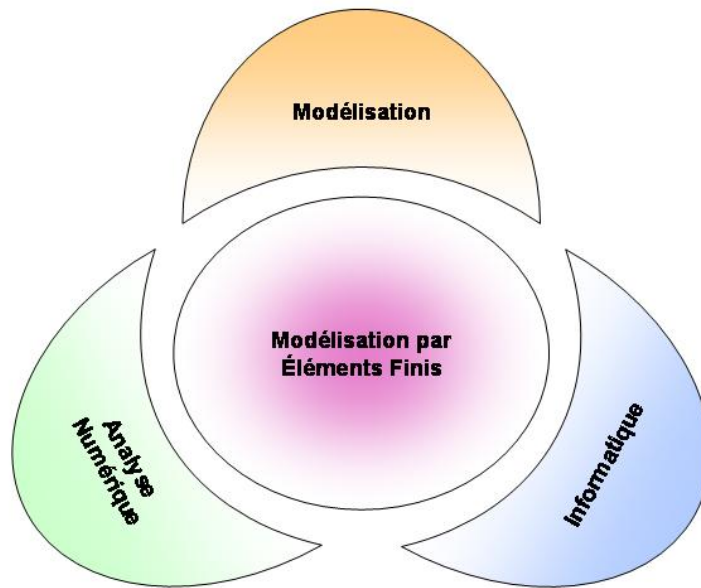 Modélisation
Modélisation par
Éléments Finis
Analyse
Numérique
Informatique